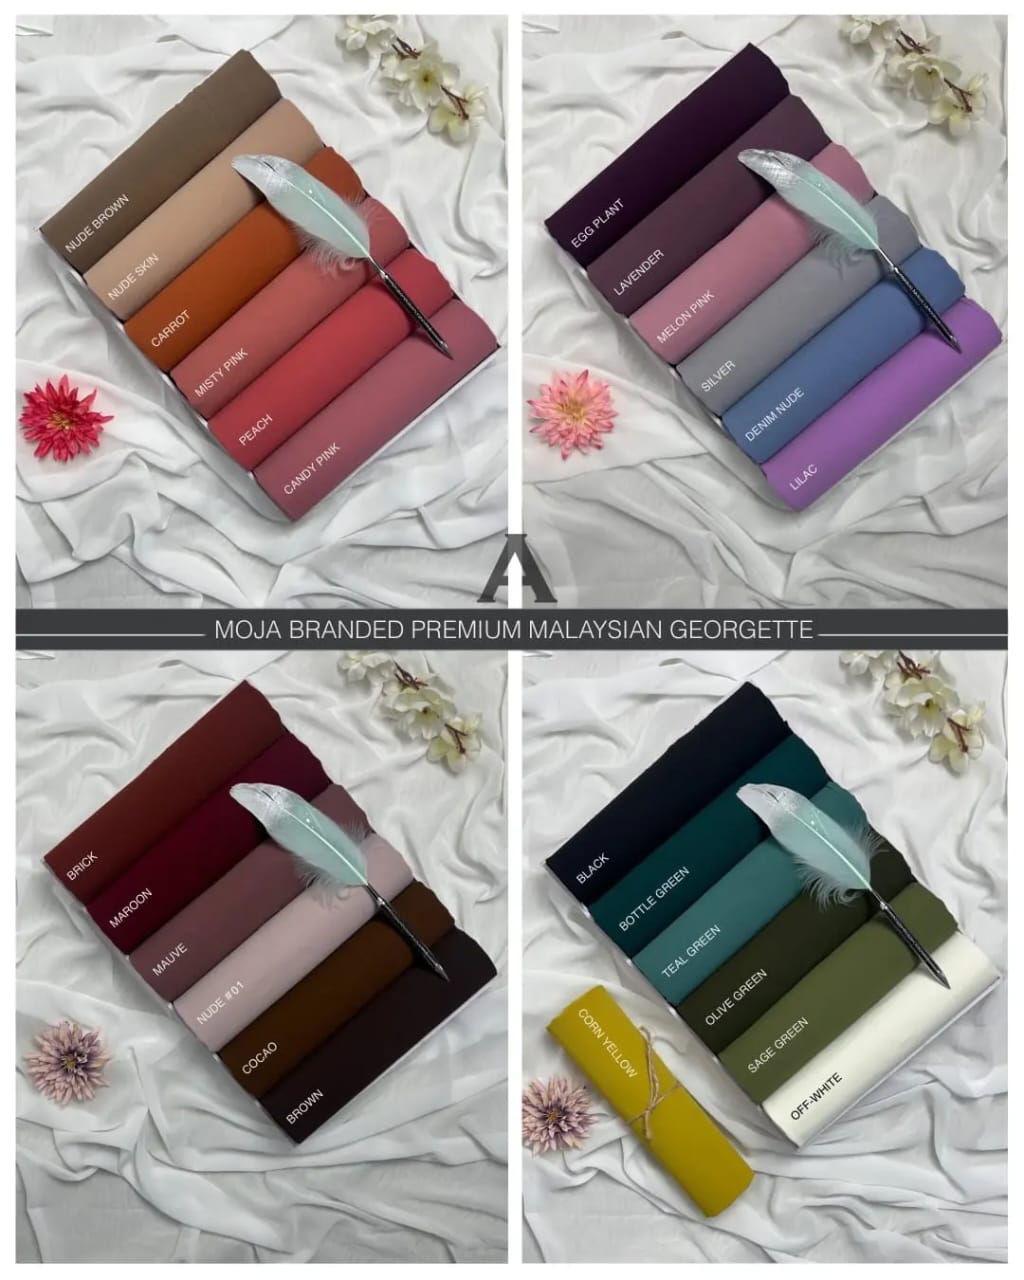 NUDE BROWN
NUDE SKIN
CARROT
MISTY PINK
PEACH
CANDY PINK
EGG PLANT
LAVENDER
MELON PINK
SILVER
DENIM NUDE
LILAC
A
MOJA BRANDED PREMIUM MALAYSIAN GEORGETTE
BRICK
MAROON
MAUVE
NUDE #01
COCAO
BROWN
BLACK
BOTTLE GREEN
TEAL GREEN
OLIVE GREEN
SAGE GREEN
OFF-WHITE
CORN YELLOW